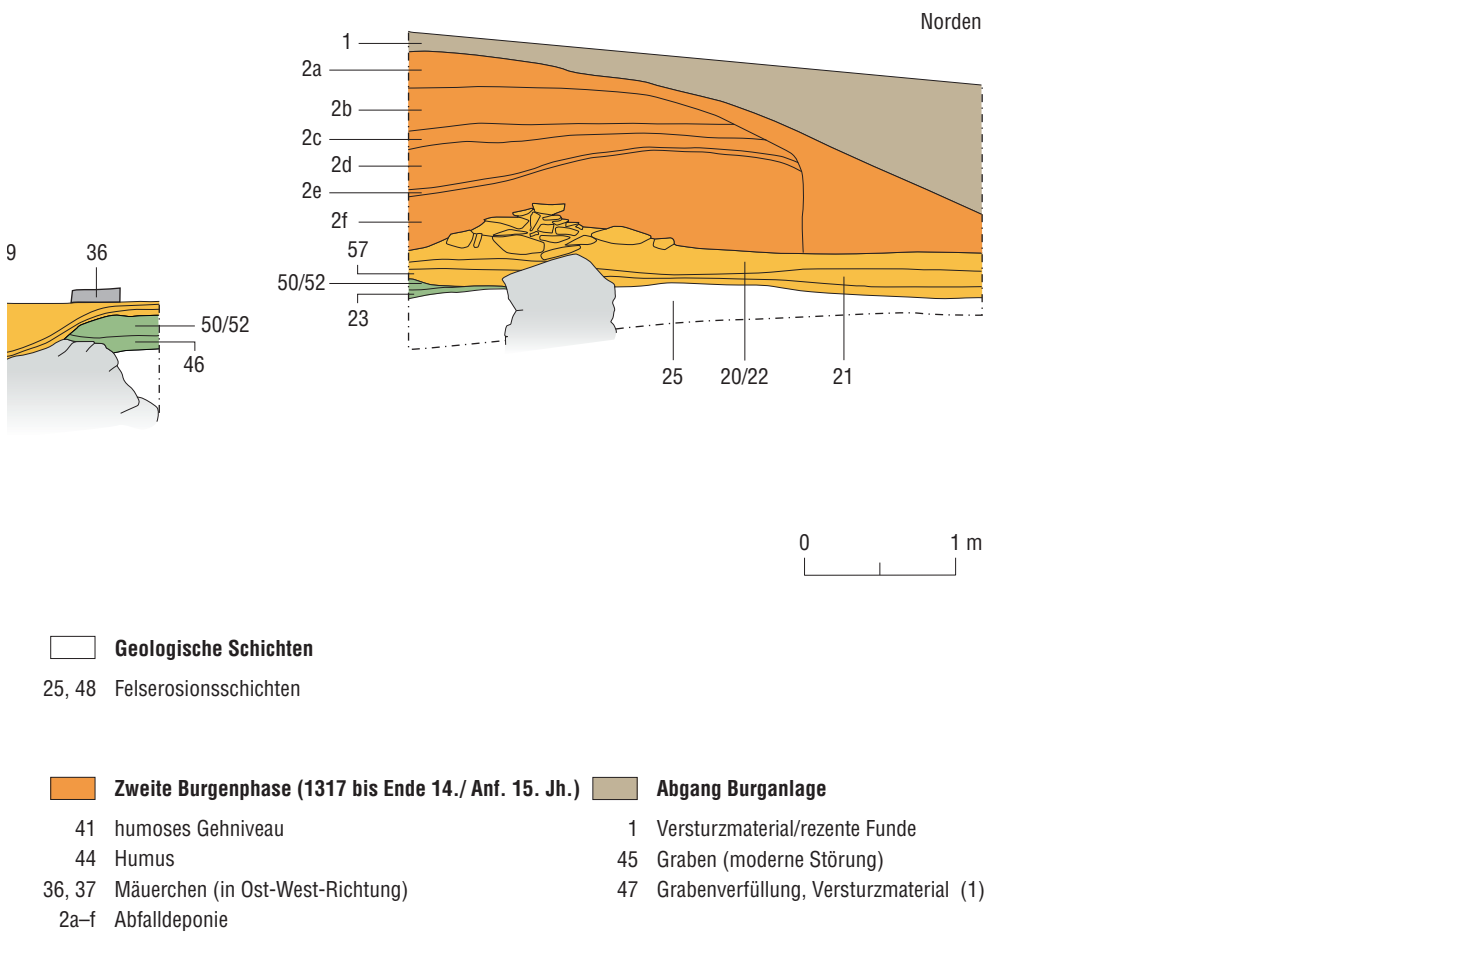 Norden
1
2a
2b
2c
2d
2e
2f
57
50/52
23
9
36
50/52
46
25
20/22
21
0
1 m
Geologische Schichten
25, 48 Felserosionsschichten
Zweite Burgenphase (1317 bis Ende 14./ Anf. 15. Jh.)
41 humoses Gehniveau
44 Humus
36, 37 Mäuerchen (in Ost-West-Richtung)
2a–f Abfalldeponie
Abgang Burganlage
1 Versturzmaterial/rezente Funde
45 Graben (moderne Störung)
47 Grabenverfüllung, Versturzmaterial (1)